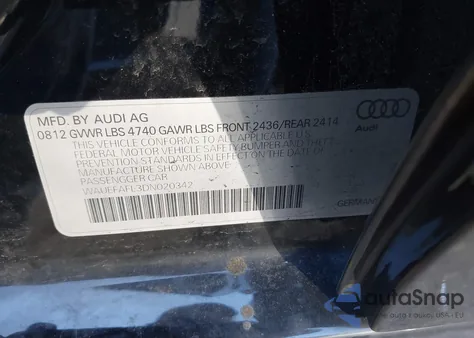 MFD. BY AUDI AG
0812 GWWR LBS 4740 GAWR LBS FRONT 2436/REAR 2414
THIS VEHICLE CONFORMS TO ALL APPLICABLE U.S.
FEDERAL MOTOR VEHICLE SAFETY BUMPER AND THEFT
PREVENTION STANDARDS IN EFFECT ON THE DATE OF
MANUFACTURE SHOWN ABOVE
PASSENGER CAR
WAUEFAFL3DN020342
Audi
GERMANY
autoSnap